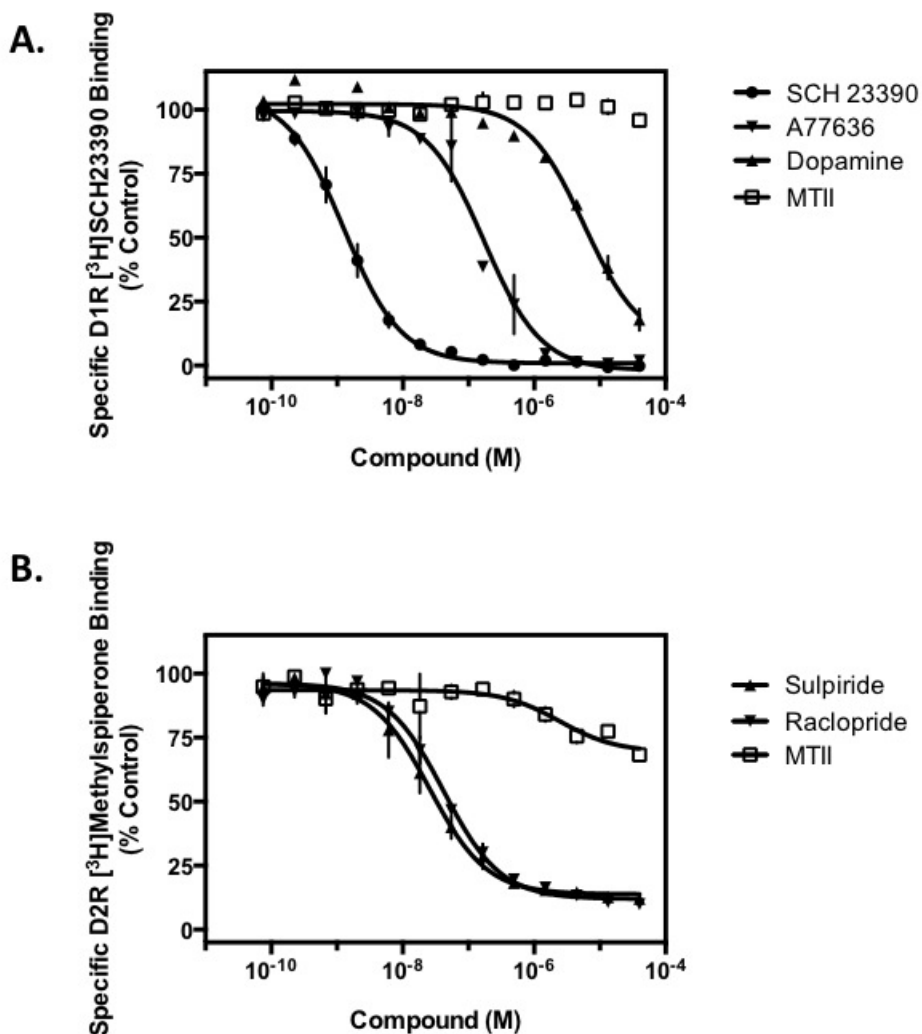 A.
Specific D1R [³H]SCH23390 Binding
(% Control)
100
75
50
25
0
10⁻¹⁰
10⁻⁸
10⁻⁶
10⁻⁴
Compound (M)
SCH 23390
A77636
Dopamine
MTII
B.
Specific D2R [³H]Methylspiperone Binding
(% Control)
100
75
50
25
0
10⁻¹⁰
10⁻⁸
10⁻⁶
10⁻⁴
Compound (M)
Sulpiride
Raclopride
MTII